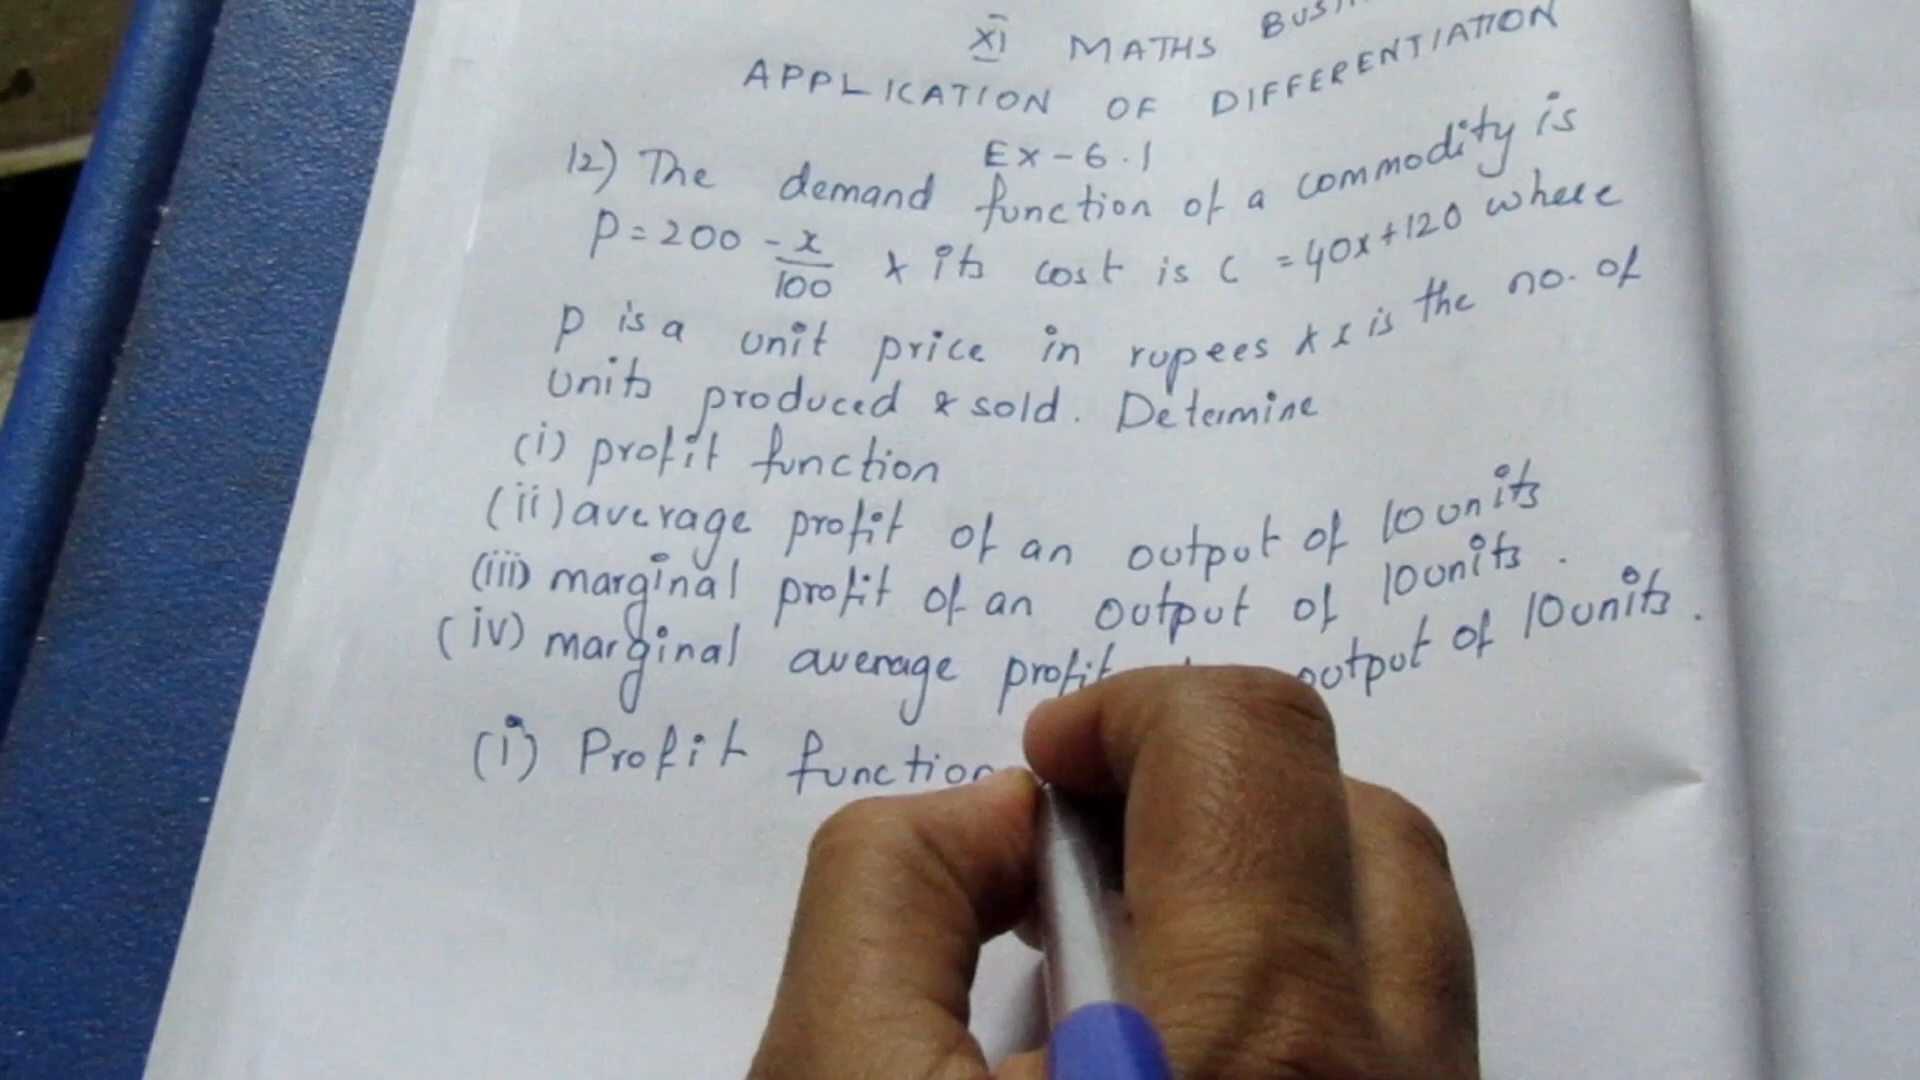 XI MATHS
APPLICATION OF DIFFERENTIATION
EX-6.1
12) The demand function of a commodity is
P = 200 - x/100 & its cost is C = 40x+120 where
p is a unit price in rupees & x is the no. of
units produced & sold. Determine
(i) profit function
(ii) average profit of an output of 10 units
(iii) marginal profit of an output of 10 units.
(iv) marginal average profit output of 10 units.
(i) Profit function